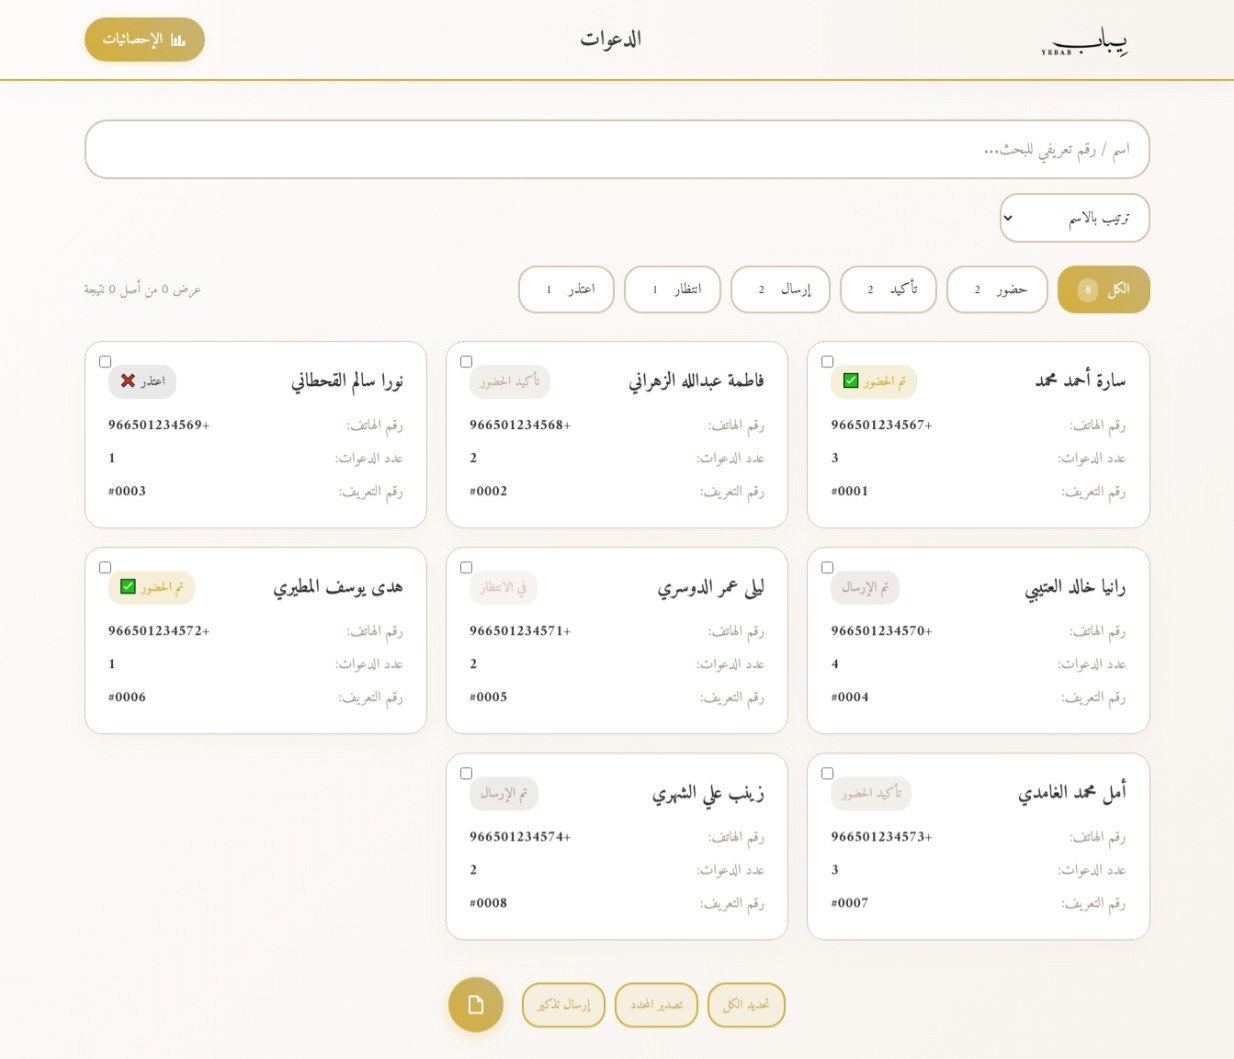 يباب
YEBAB
الدعوات
الإحصائيات
اسم / رقم تعريفي للبحث...
ترتيب بالاسم
الكل 8
حضور 2
تأكيد 2
إرسال 2
انتظار 1
اعتذر 1
عرض 0 من أصل 0 نتيجة
سارة أحمد محمد
تم الحضور ✅
رقم الهاتف: 966501234567+
عدد الدعوات: 3
رقم التعريف: #0001
فاطمة عبدالله الزهراني
تأكيد الحضور
رقم الهاتف: 966501234568+
عدد الدعوات: 2
رقم التعريف: #0002
نورا سالم القحطاني
اعتذر ❌
رقم الهاتف: 966501234569+
عدد الدعوات: 1
رقم التعريف: #0003
رانيا خالد العتيبي
تم الإرسال
رقم الهاتف: 966501234570+
عدد الدعوات: 4
رقم التعريف: #0004
ليلى عمر الدوسري
في الانتظار
رقم الهاتف: 966501234571+
عدد الدعوات: 2
رقم التعريف: #0005
هدى يوسف المطيري
تم الحضور ✅
رقم الهاتف: 966501234572+
عدد الدعوات: 1
رقم التعريف: #0006
أمل محمد الغامدي
تأكيد الحضور
رقم الهاتف: 966501234573+
عدد الدعوات: 3
رقم التعريف: #0007
زينب علي الشهري
تم الإرسال
رقم الهاتف: 966501234574+
عدد الدعوات: 2
رقم التعريف: #0008
تحديد الكل
تصدير المحدد
إرسال تذكير